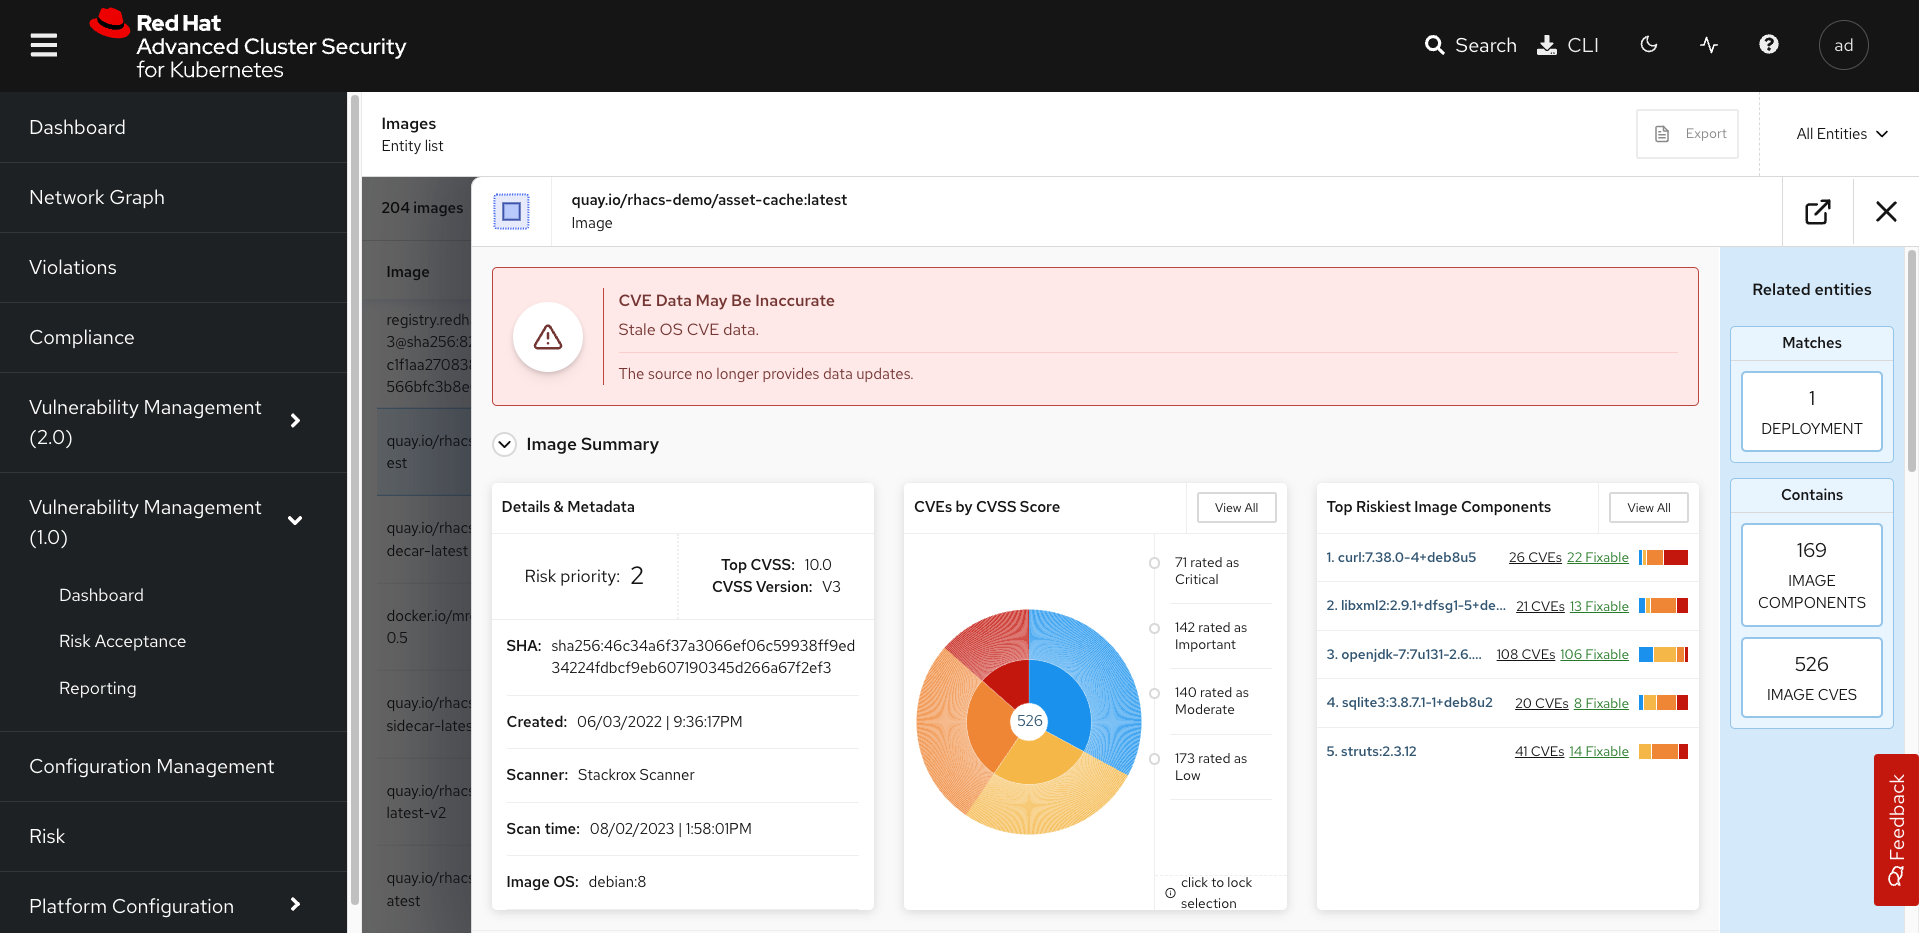 Red Hat
Advanced Cluster Security
for Kubernetes
Search
CLI
ad
Dashboard
Network Graph
Violations
Compliance
Vulnerability Management
(2.0)
Vulnerability Management
(1.0)
Dashboard
Risk Acceptance
Reporting
Configuration Management
Risk
Platform Configuration
Images
Entity list
Export
All Entities
204 images
Image
registry.redh
3@sha256:82
c1f1aa270838
566bfc3b8e
quay.io/rhacs
est
quay.io/rhacs
decar-latest
docker.io/mr
0.5
quay.io/rhacs
sidecar-lates
quay.io/rhacs
latest-v2
quay.io/rhacs
atest
quay.io/rhacs-demo/asset-cache:latest
Image
CVE Data May Be Inaccurate
Stale OS CVE data.
The source no longer provides data updates.
Image Summary
Details & Metadata
Risk priority: 2
Top CVSS: 10.0
CVSS Version: V3
SHA: sha256:46c34a6f37a3066ef06c59938ff9ed
34224fdbcf9eb607190345d266a67f2ef3
Created: 06/03/2022 | 9:36:17PM
Scanner: Stackrox Scanner
Scan time: 08/02/2023 | 1:58:01PM
Image OS: debian:8
CVEs by CVSS Score
View All
526
71 rated as
Critical
142 rated as
Important
140 rated as
Moderate
173 rated as
Low
click to lock
selection
Top Riskiest Image Components
View All
1. curl:7.38.0-4+deb8u5 26 CVEs 22 Fixable
2. libxml2:2.9.1+dfsg1-5+de... 21 CVEs 13 Fixable
3. openjdk-7:7u131-2.6.... 108 CVEs 106 Fixable
4. sqlite3:3.8.7.1-1+deb8u2 20 CVEs 8 Fixable
5. struts:2.3.12 41 CVEs 14 Fixable
Related entities
Matches
1
DEPLOYMENT
Contains
169
IMAGE
COMPONENTS
526
IMAGE CVES
Feedback